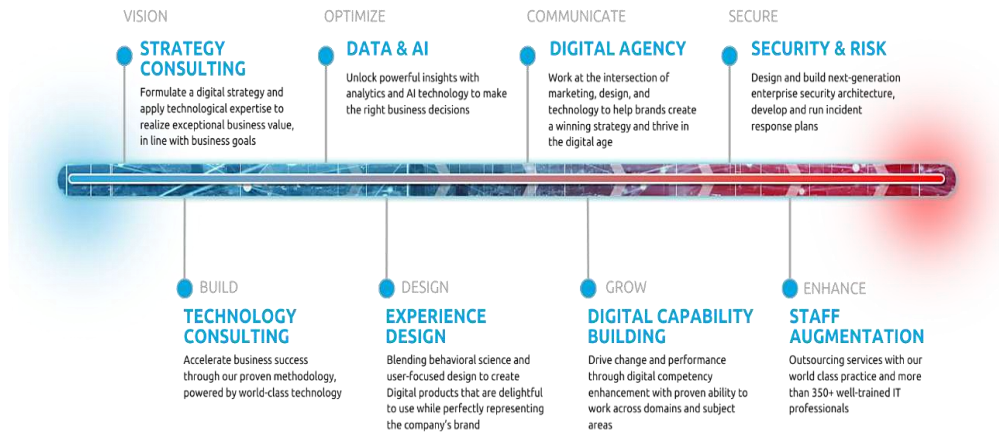 VISION
STRATEGY
CONSULTING
Formulate a digital strategy and
apply technological expertise to
realize exceptional business value,
in line with business goals
OPTIMIZE
DATA & AI
Unlock powerful insights with
analytics and AI technology to make
the right business decisions
COMMUNICATE
DIGITAL AGENCY
Work at the intersection of
marketing, design, and
technology to help brands create
a winning strategy and thrive in
the digital age
SECURE
SECURITY & RISK
Design and build next-generation
enterprise security architecture,
develop and run incident
response plans
BUILD
TECHNOLOGY
CONSULTING
Accelerate business success
through our proven methodology,
powered by world-class technology
DESIGN
EXPERIENCE
DESIGN
Blending behavioral science and
user-focused design to create
Digital products that are delightful
to use while perfectly representing
the company's brand
GROW
DIGITAL CAPABILITY
BUILDING
Drive change and performance
through digital competency
enhancement with proven ability to
work across domains and subject
areas
ENHANCE
STAFF
AUGMENTATION
Outsourcing services with our
world class practice and more
than 350+ well-trained IT
professionals